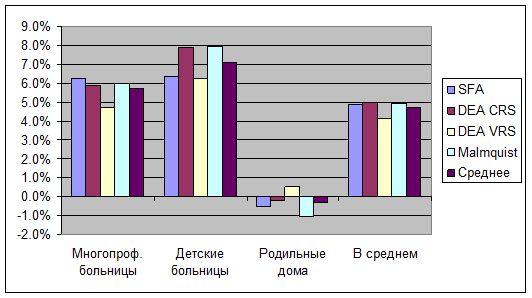 9.0%
8.0%
7.0%
6.0%
5.0%
4.0%
3.0%
2.0%
1.0%
0.0%
-1.0%
-2.0%
Многопроф.
больницы
Детские
больницы
Родильные
дома
В среднем
SFA
DEA CRS
DEA VRS
Malmquist
Среднее